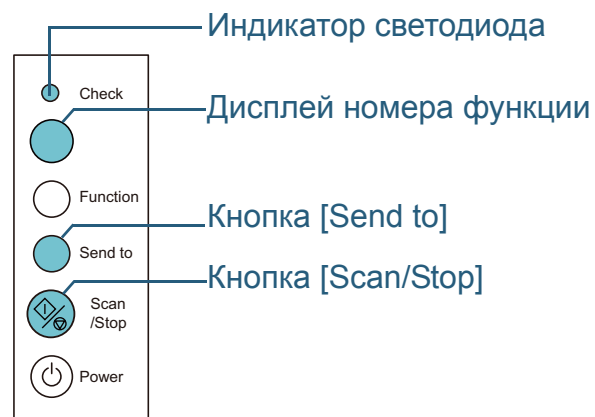 Индикатор светодиода
Check
Дисплей номера функции
Function
Кнопка [Send to]
Send to
Кнопка [Scan/Stop]
Scan
/Stop
Power